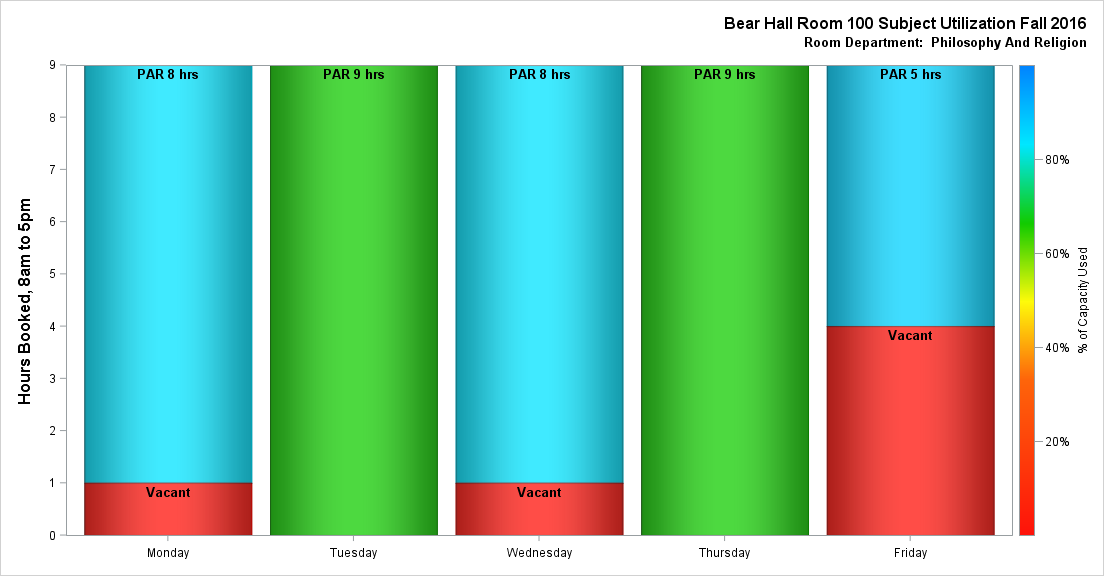 Bear Hall Room 100 Subject Utilization Fall 2016
Room Department:  Philosophy And Religion
Hours Booked, 8am to 5pm
9
8
7
6
5
4
3
2
1
0
PAR 8 hrs
PAR 9 hrs
PAR 8 hrs
PAR 9 hrs
PAR 5 hrs
Vacant
Vacant
Vacant
Monday
Tuesday
Wednesday
Thursday
Friday
80%
60%
40%
20%
% of Capacity Used